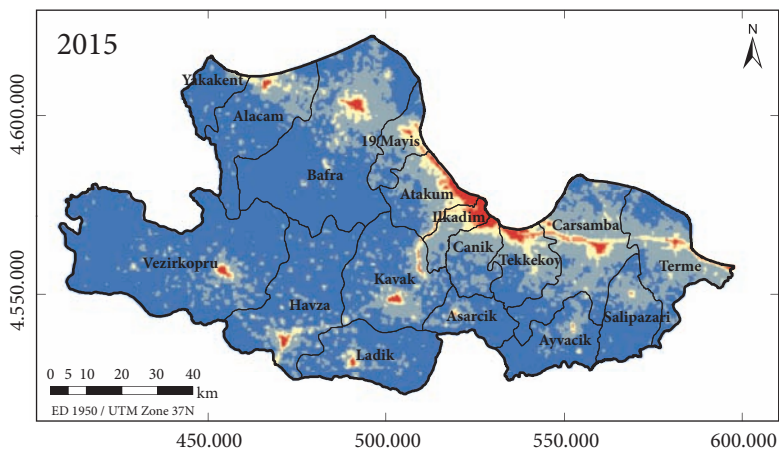 2015
N
Yakakent
Alacam
19 Mayis
Bafra
Atakum
Ilkadim
Carsamba
Canik
Tekkekoy
Vezirkopru
Terme
Kavak
Havza
Salipazari
Asarcik
Ayvacik
Ladik
0 5 10 20 30 40
km
ED 1950 / UTM Zone 37N
4.600.000
4.550.000
450.000 500.000 550.000 600.000